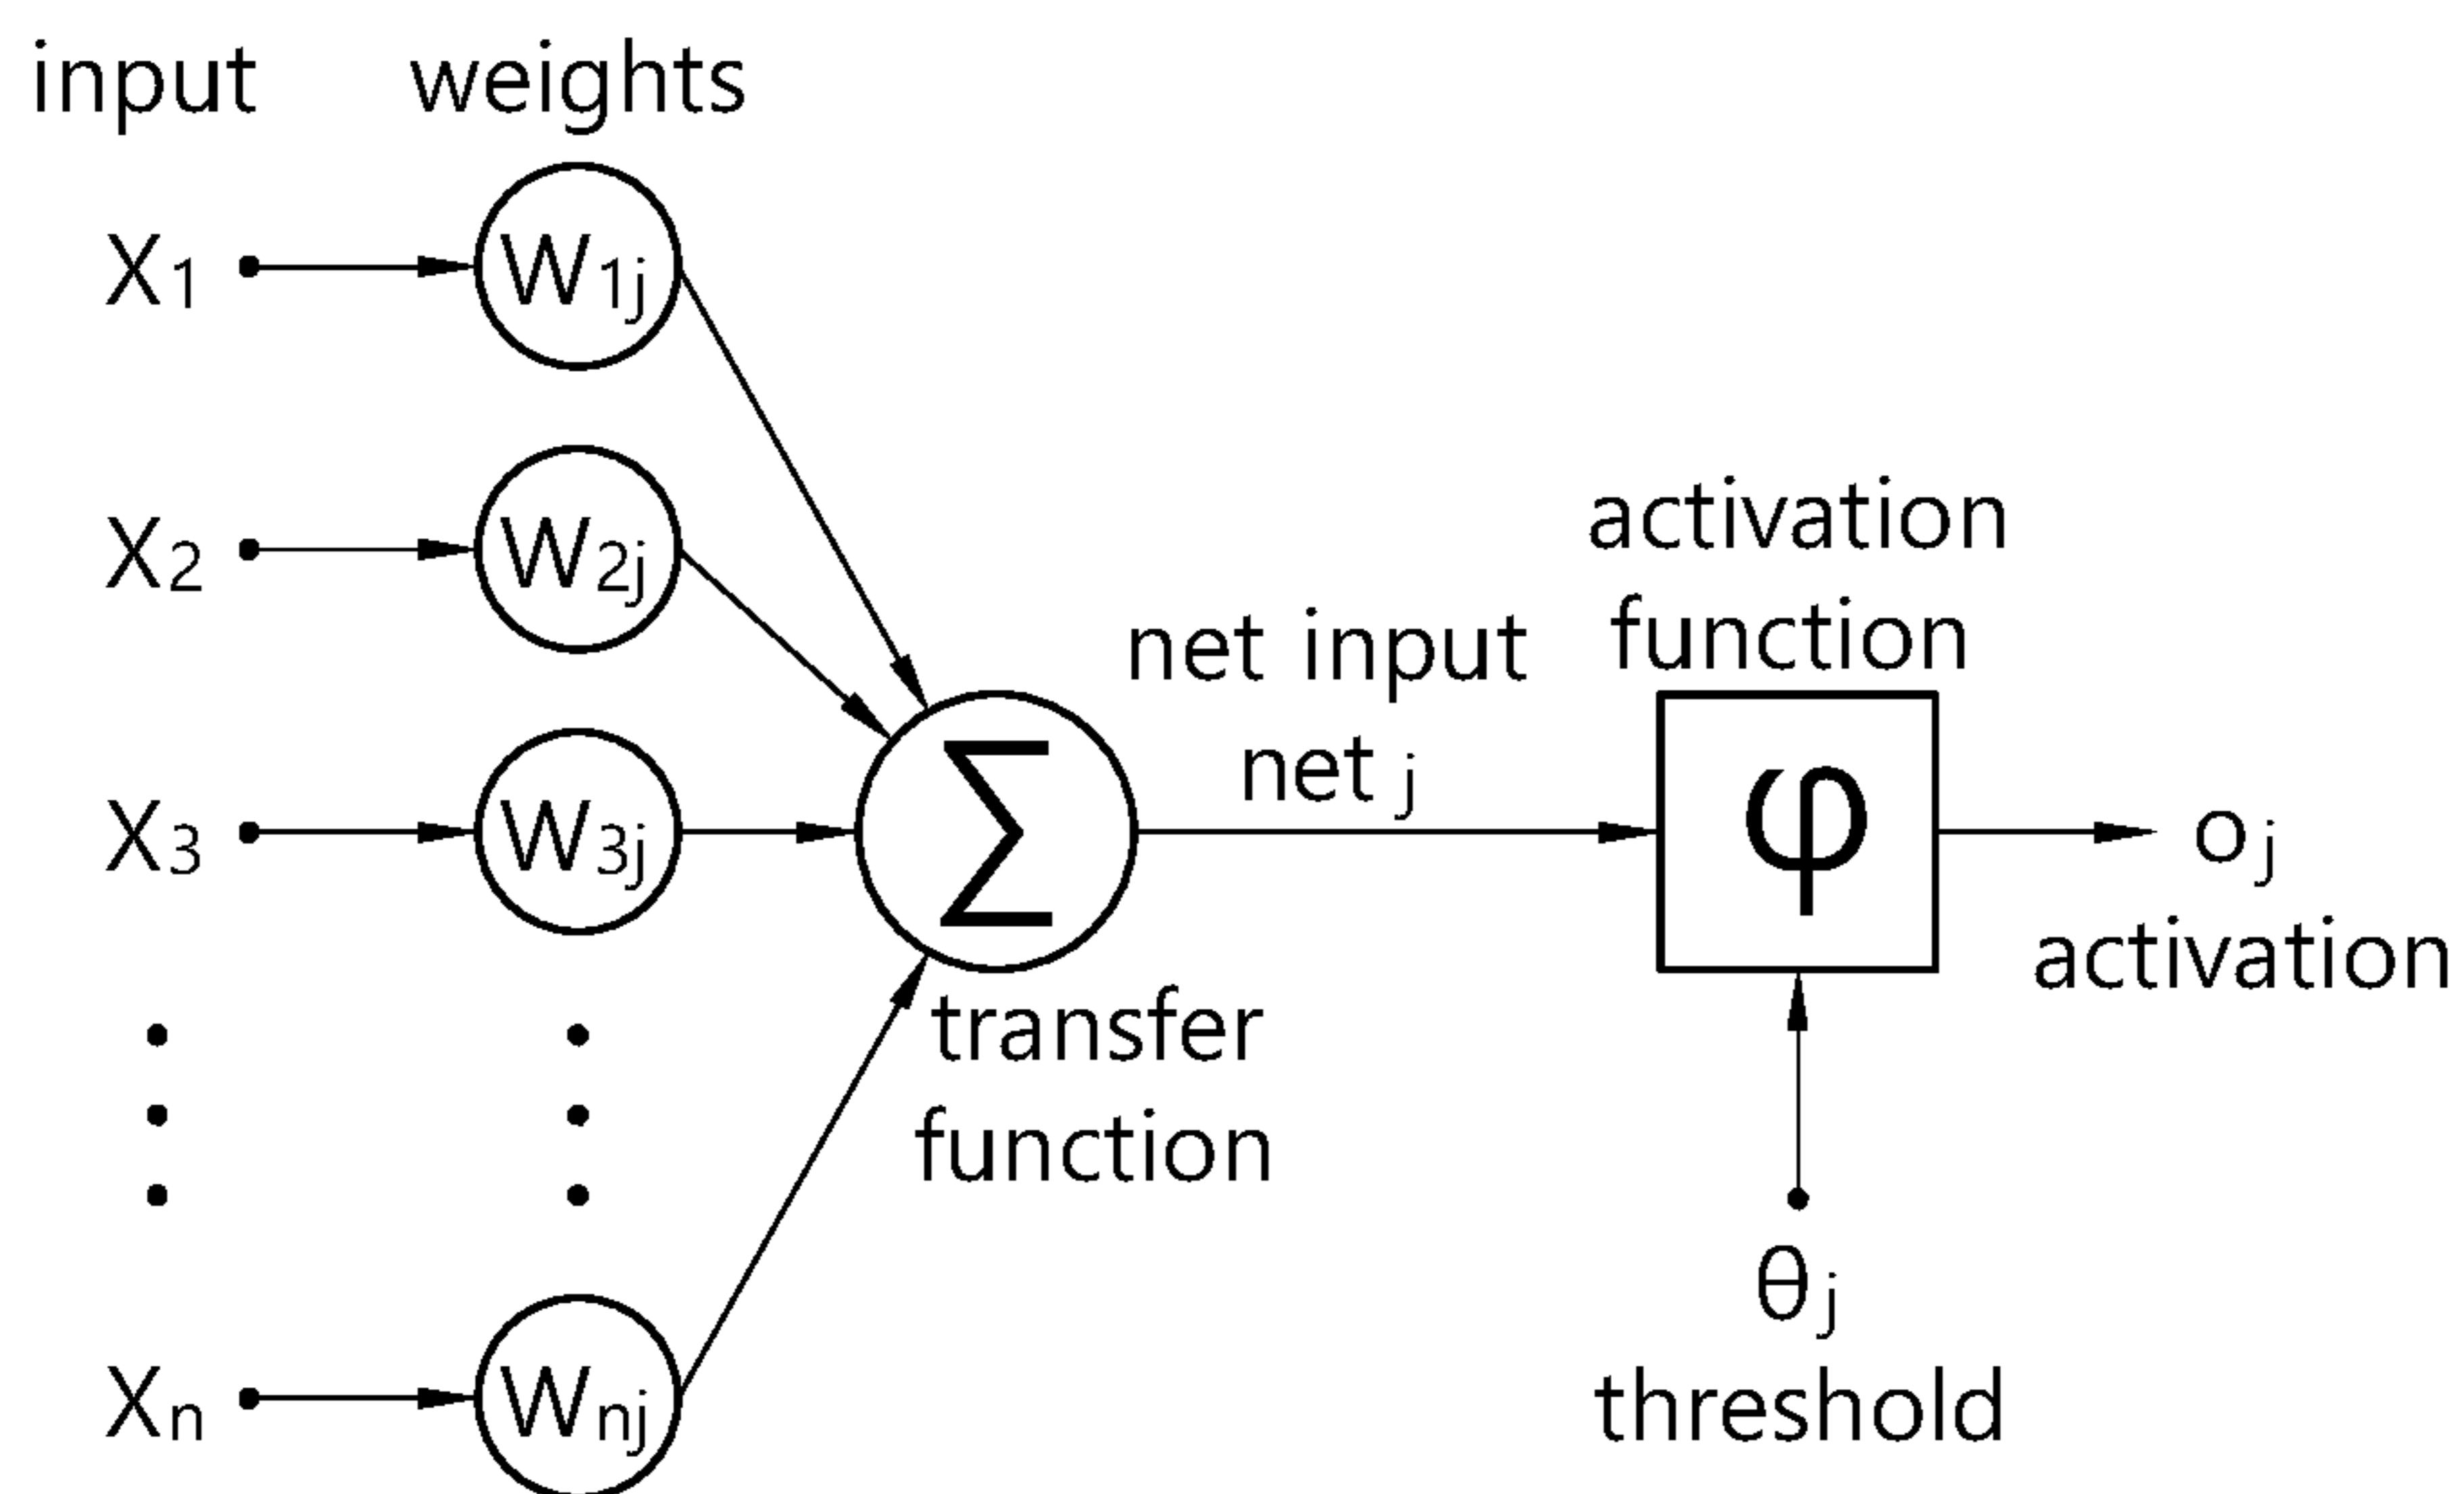 input weights
X1 W1j
X2 W2j
activation
function
net input
net j
X3 W3j Σ φ oj
activation
transfer
function
θj
Xn Wnj threshold